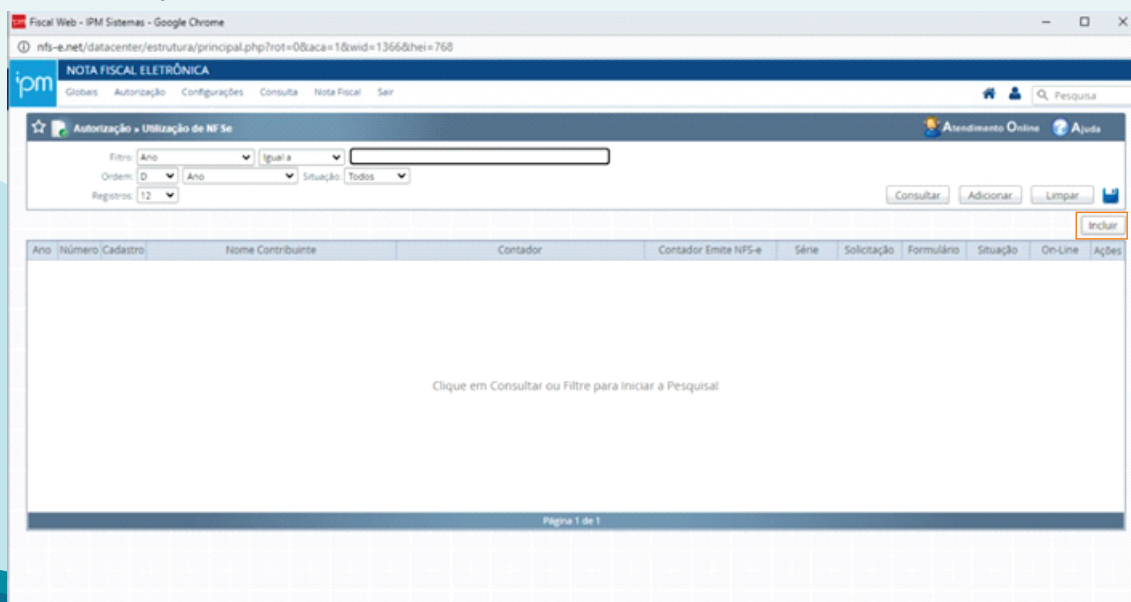 ipm Fiscal Web - IPM Sistemas - Google Chrome
nfs-e.net/datacenter/estrutura/principal.php?rot=0&aca=1&wid=1366&hei=768
ipm NOTA FISCAL ELETRÔNICA
Globais Autorização Configurações Consulta Nota Fiscal Sair Pesquisa
Autorização » Utilização de NFSe Atendimento Online Ajuda
Filtro: Ano Igual a
Ordem: D Ano Situação: Todos
Registros: 12 Consultar Adicionar Limpar
Incluir
Ano Número Cadastro Nome Contribuinte Contador Contador Emite NFS-e Série Solicitação Formulário Situação On-Line Ações
Clique em Consultar ou Filtre para Iniciar a Pesquisa!
Página 1 de 1